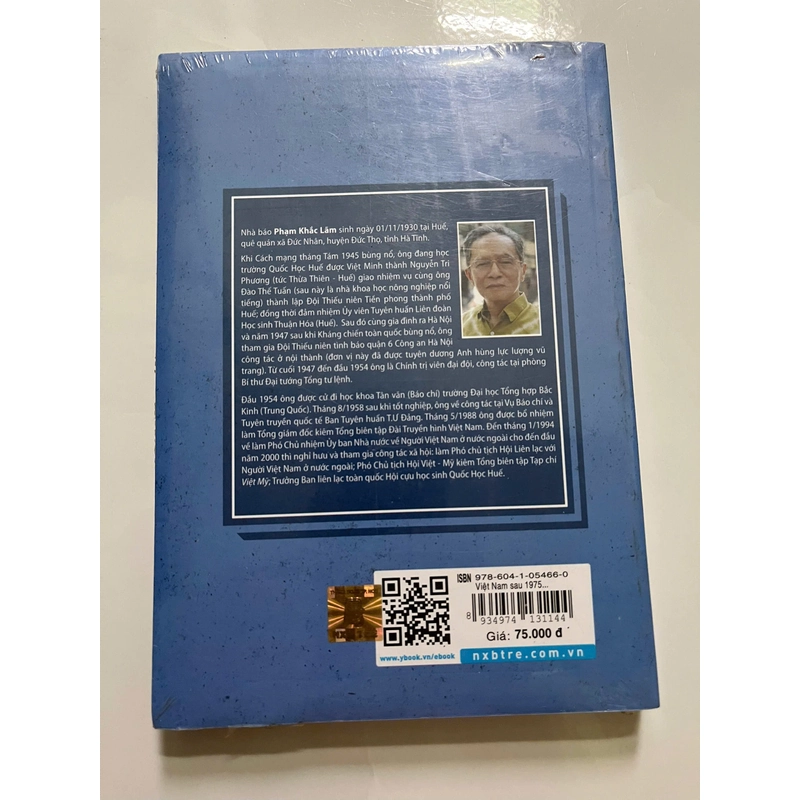 Nhà báo Phạm Khắc Lãm sinh ngày 01/11/1930 tại Huế,
quê quán xã Đức Nhân, huyện Đức Thọ, tỉnh Hà Tĩnh.
Khi Cách mạng tháng Tám 1945 bùng nổ, ông đang học
trường Quốc Học Huế được Việt Minh thành Nguyễn Tri
Phương (tức Thừa Thiên - Huế) giao nhiệm vụ cùng ông
Đào Thế Tuấn (sau này là nhà khoa học nông nghiệp nổi
tiếng) thành lập Đội Thiếu niên Tiền phong thành phố
Huế; đồng thời đảm nhiệm Ủy viên Tuyên huấn Liên đoàn
Học sinh Thuận Hóa (Huế). Sau đó cùng gia đình ra Hà Nội
và năm 1947 sau khi Kháng chiến toàn quốc bùng nổ, ông
tham gia Đội Thiếu niên tình báo quận 6 Công an Hà Nội
công tác ở nội thành (đơn vị này đã được tuyên dương Anh hùng lực lượng vũ
trang). Từ cuối 1947 đến đầu 1954 ông là Chính trị viên đại đội, công tác tại phòng
Bí thư Đại tướng Tổng tư lệnh.
Đầu 1954 ông được cử đi học khoa Tân văn (Báo chí) trường Đại học Tổng hợp Bắc
Kinh (Trung Quốc). Tháng 8/1958 sau khi tốt nghiệp, ông về công tác tại Vụ Báo chí và
Tuyên truyền quốc tế Ban Tuyên huấn T.Ư Đảng. Tháng 5/1988 ông được bổ nhiệm
làm Tổng giám đốc kiêm Tổng biên tập Đài Truyền hình Việt Nam. Đến tháng 1/1994
về làm Phó Chủ nhiệm Ủy ban Nhà nước về Người Việt Nam ở nước ngoài cho đến đầu
năm 2000 thì nghỉ hưu và tham gia công tác xã hội: làm Phó chủ tịch Hội Liên lạc với
Người Việt Nam ở nước ngoài; Phó Chủ tịch Hội Việt - Mỹ kiêm Tổng biên tập Tạp chí
Việt Mỹ; Trưởng Ban liên lạc toàn quốc Hội cựu học sinh Quốc Học Huế.
ISBN 978-604-1-05466-0
Việt Nam sau 1975...
8 934974 131144
Giá: 75.000 đ
www.ybook.vn/ebook
nxbtre.com.vn